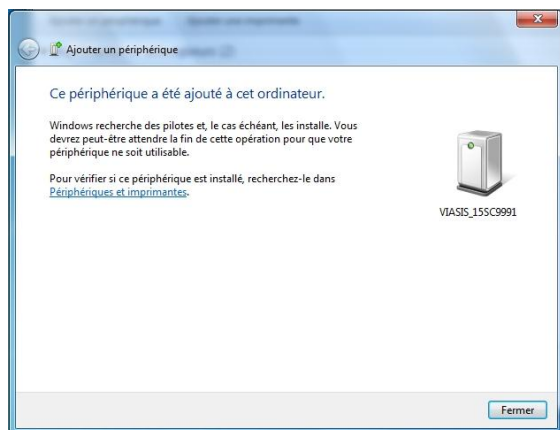 Ajouter un périphérique
Ce périphérique a été ajouté à cet ordinateur.
Windows recherche des pilotes et, le cas échéant, les installe. Vous
devrez peut-être attendre la fin de cette opération pour que votre
périphérique ne soit utilisable.
Pour vérifier si ce périphérique est installé, recherchez-le dans
Périphériques et imprimantes.
VIASIS_15SC9991
Fermer